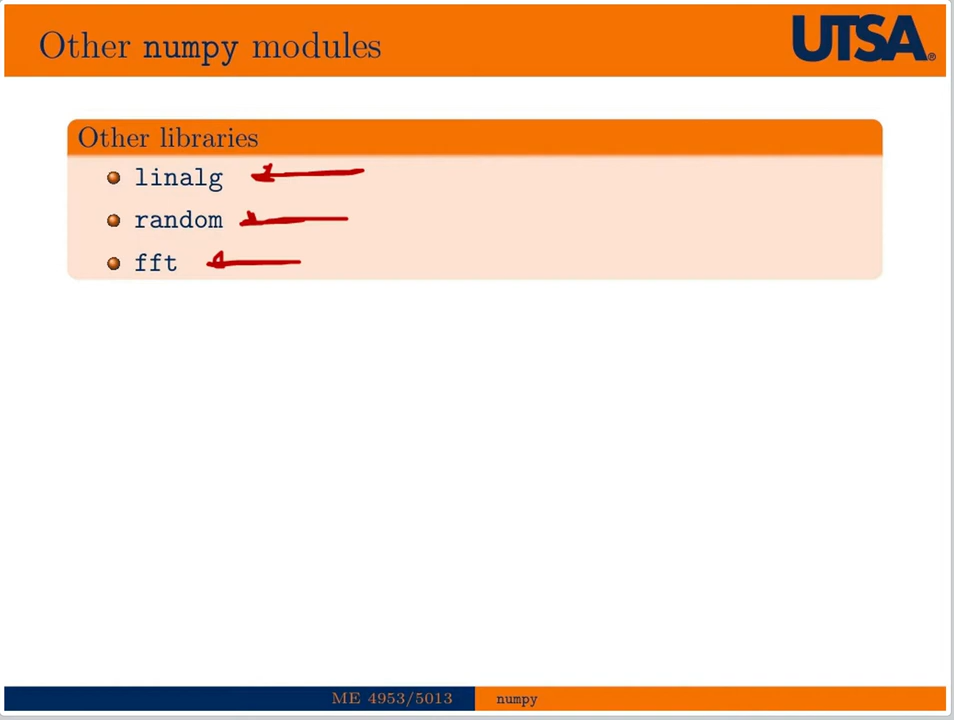 Other numpy modules
UTSA®
Other libraries
linalg
random
fft
ME 4953/5013
numpy